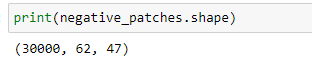 print(negative_patches.shape)
(30000, 62, 47)